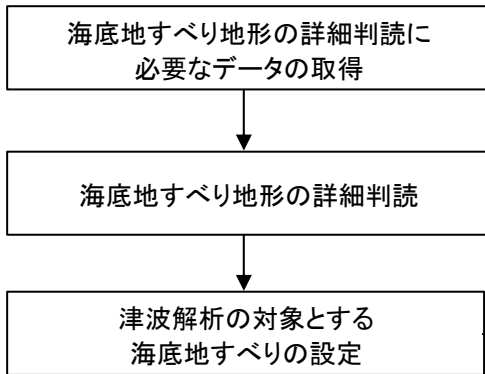 海底地すべり地形の詳細判読に
必要なデータの取得
海底地すべり地形の詳細判読
津波解析の対象とする
海底地すべりの設定